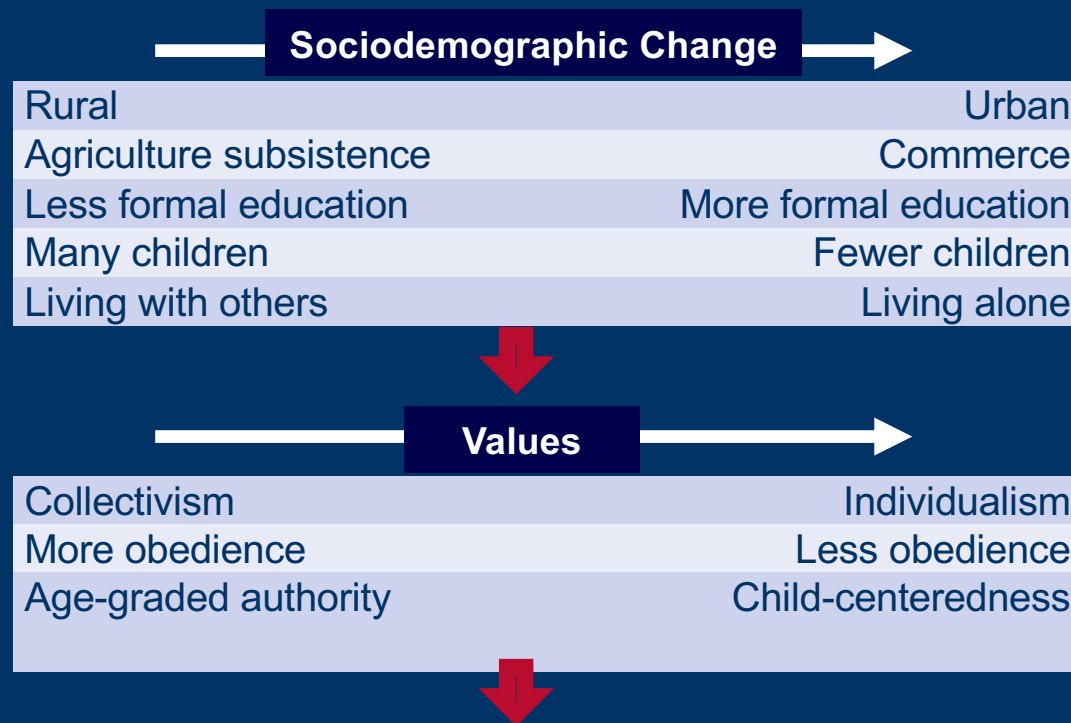 Sociodemographic Change
Rural Urban
Agriculture subsistence Commerce
Less formal education More formal education
Many children Fewer children
Living with others Living alone
Values
Collectivism Individualism
More obedience Less obedience
Age-graded authority Child-centeredness